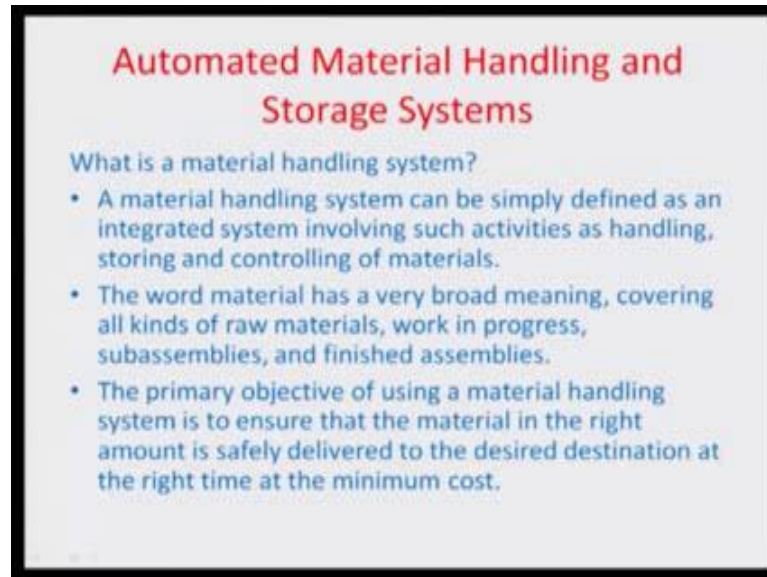 Automated Material Handling and
Storage Systems
What is a material handling system?
• A material handling system can be simply defined as an
integrated system involving such activities as handling,
storing and controlling of materials.
• The word material has a very broad meaning, covering
all kinds of raw materials, work in progress,
subassemblies, and finished assemblies.
• The primary objective of using a material handling
system is to ensure that the material in the right
amount is safely delivered to the desired destination at
the right time at the minimum cost.